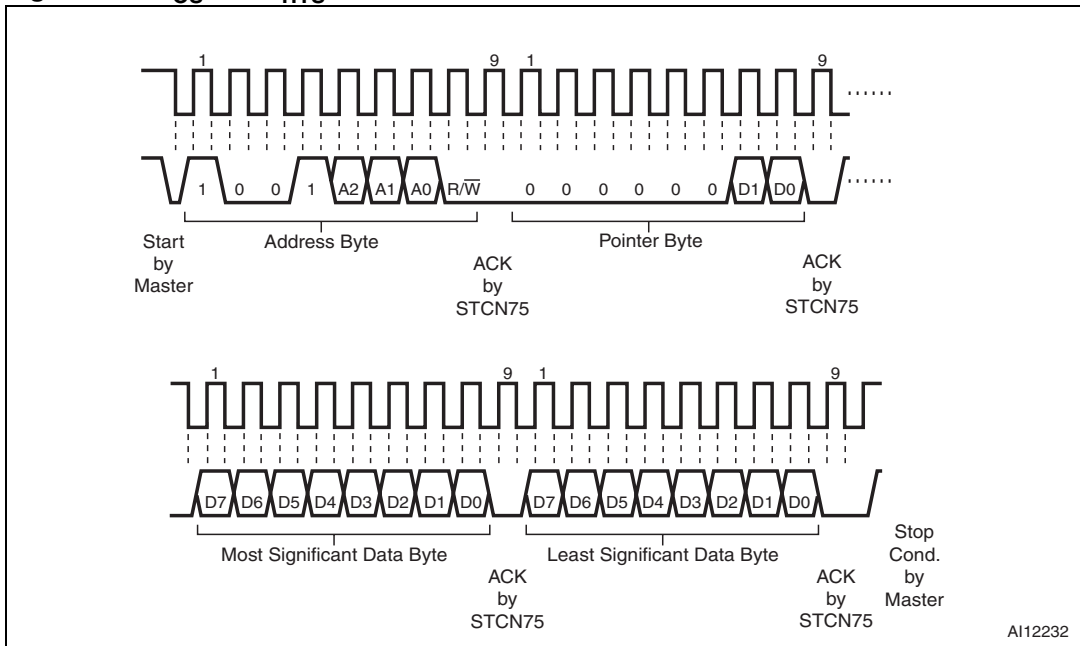 1 9 1 9
1 0 0 1 A2 A1 A0 R/W̅ 0 0 0 0 0 0 D1 D0
Address Byte Pointer Byte
Start
by
Master
ACK
by
STCN75
ACK
by
STCN75
1 9 1 9
D7 D6 D5 D4 D3 D2 D1 D0 D7 D6 D5 D4 D3 D2 D1 D0
Most Significant Data Byte Least Significant Data Byte
ACK
by
STCN75
ACK
by
STCN75
Stop
Cond.
by
Master
AI12232